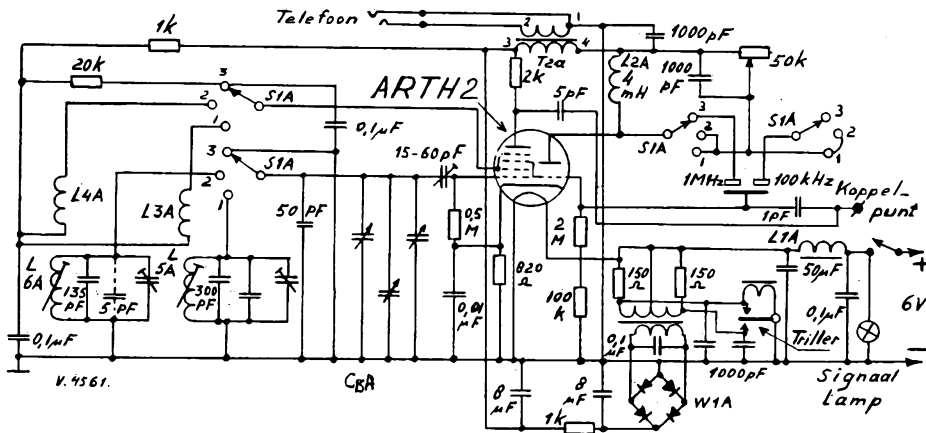 Telefoon
1
2
3
4
T2a
1k
20k
3
S1A
2
1
3
S1A
2
1
ARTH2
2k
5pF
L2A
4
mH
1000pF
1000
pF
50k
S1A
3
2
1
S1A
3
2
1
0,1μF
15-60pF
1MHz
100kHz
Koppel-
punt
1pF
L4A
L3A
50 PF
0,5
M
820
Ω
2
M
100
k
L
6A
135
PF
5 PF
L
5A
300
PF
0,01
μF
150
Ω
150
Ω
L1A
50μF
0,1μF
+
6V
−
Triller
0,1
μF
1000pF
Signaal
Lamp
0,1μF
V.4561.
CBA
8
μF
8
μF
1k
W1A